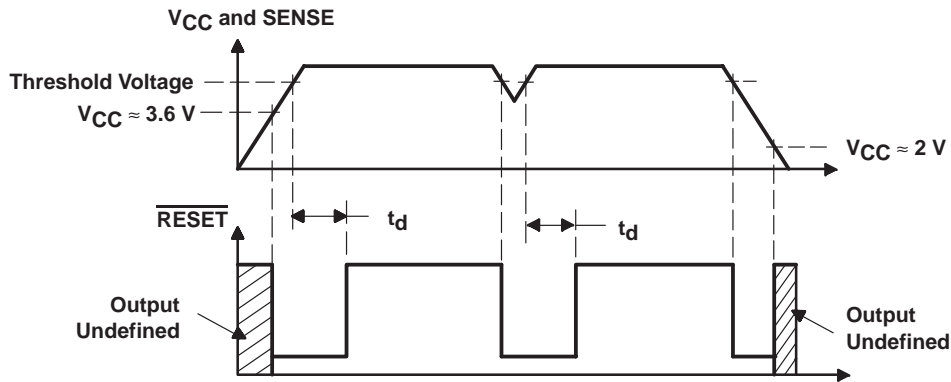 VCC and SENSE
Threshold Voltage
VCC ≈ 3.6 V
VCC ≈ 2 V
RESET
td
td
Output
Undefined
Output
Undefined